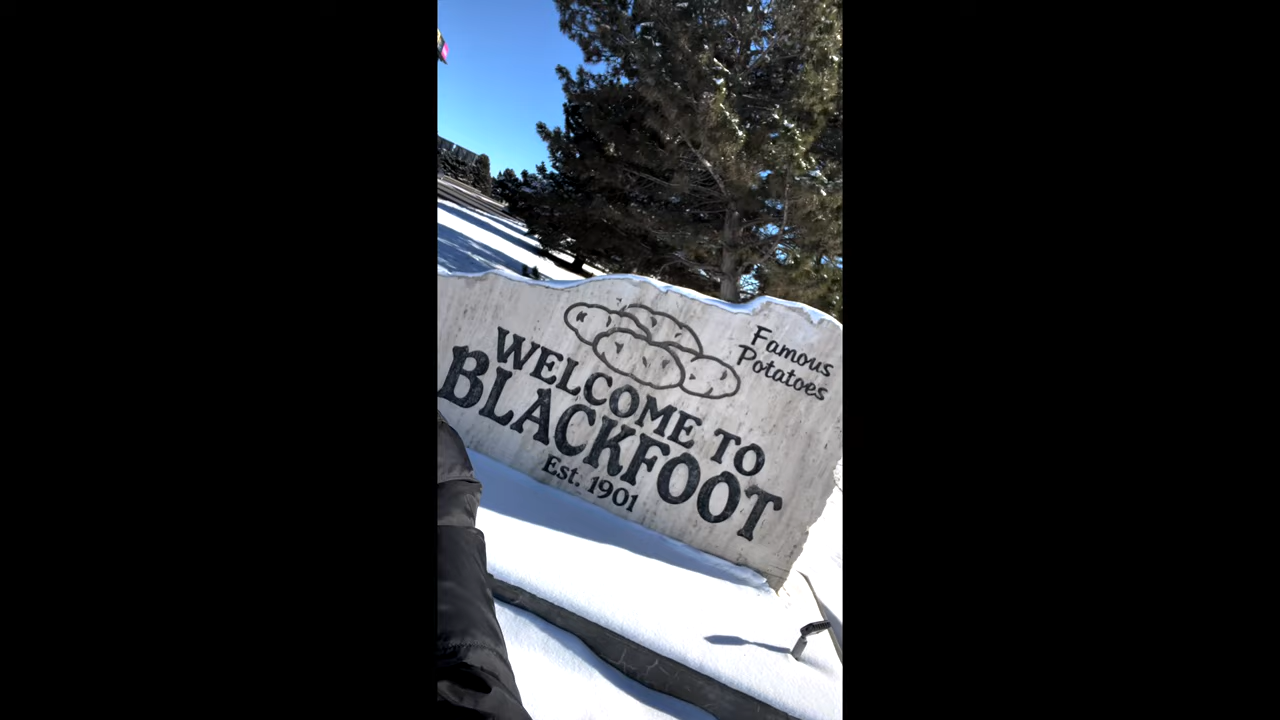 Famous
Potatoes
WELCOME TO
BLACKFOOT
Est. 1901